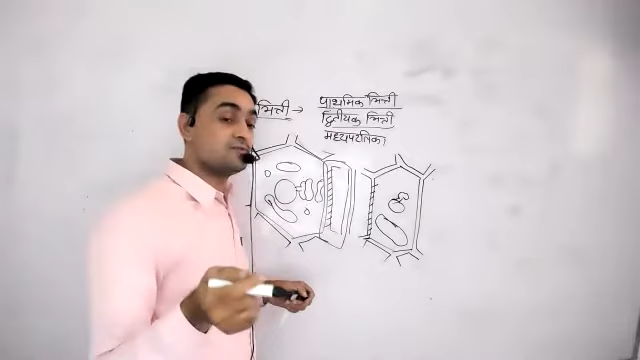 भित्ती → प्राथमिक भित्ती
द्वितीयक भित्ती
मध्यपटलिका